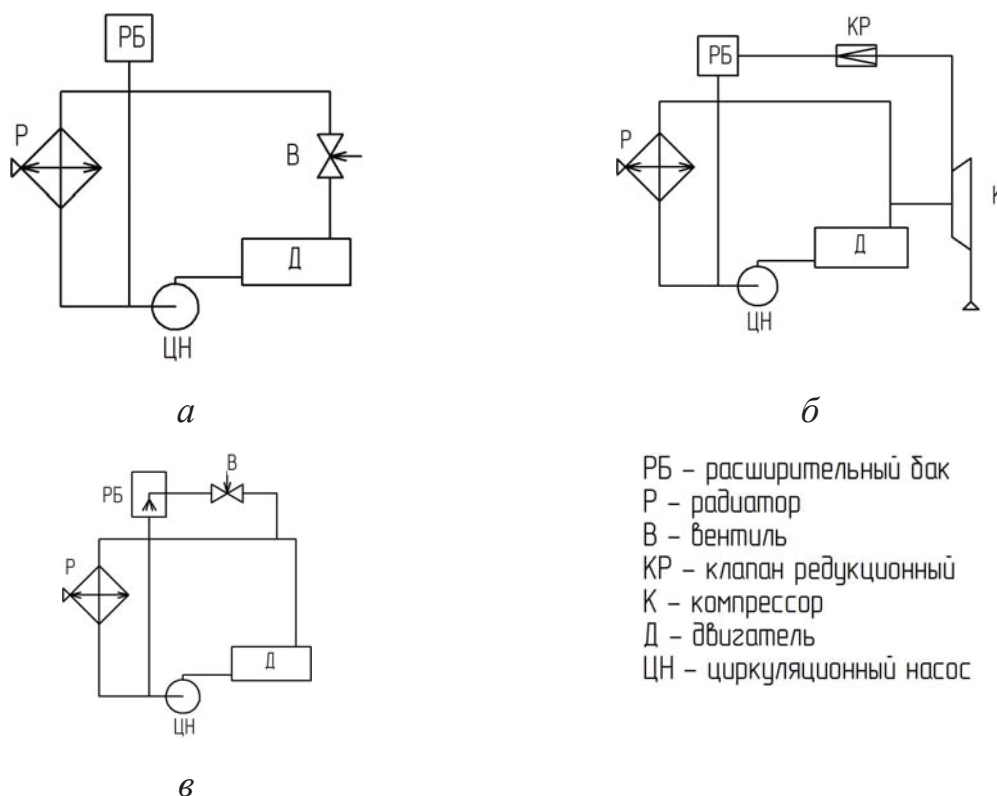 РБ
Р
В
Д
ЦН
а
КР
РБ
Р
К
Д
ЦН
б
В
РБ
Р
Д
ЦН
в
РБ – расширительный бак
Р – радиатор
В – вентиль
КР – клапан редукционный
К – компрессор
Д – двигатель
ЦН – циркуляционный насос